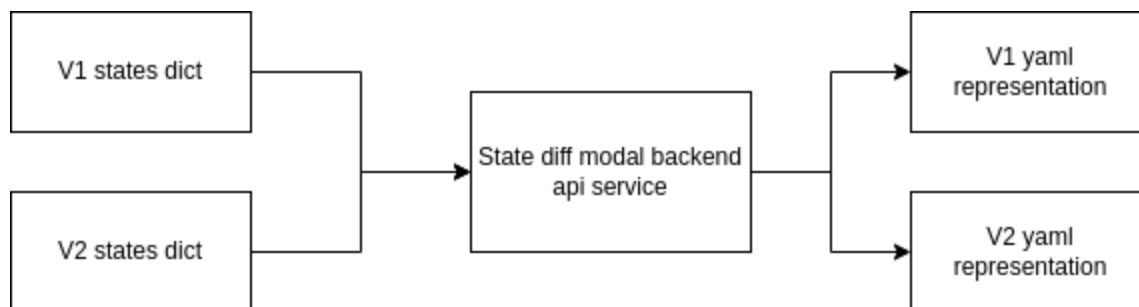 V1 states dict
V2 states dict
State diff modal backend
api service
V1 yaml
representation
V2 yaml
representation